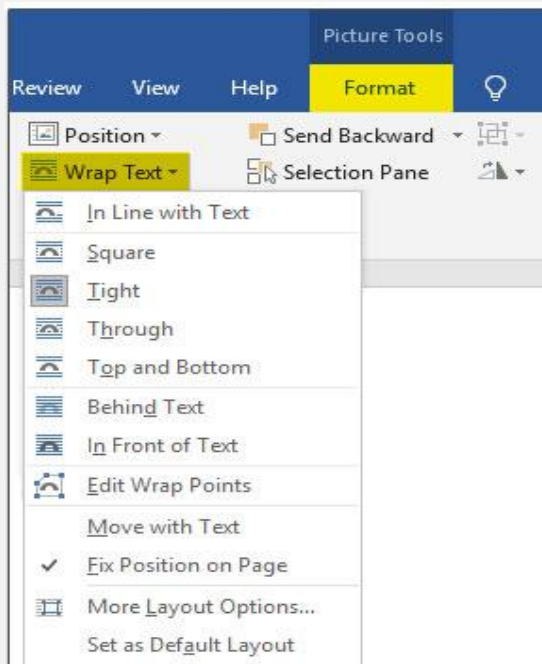 Picture Tools
Review View Help Format
Position Send Backward
Wrap Text Selection Pane
In Line with Text
Square
Tight
Through
Top and Bottom
Behind Text
In Front of Text
Edit Wrap Points
Move with Text
Fix Position on Page
More Layout Options...
Set as Default Layout